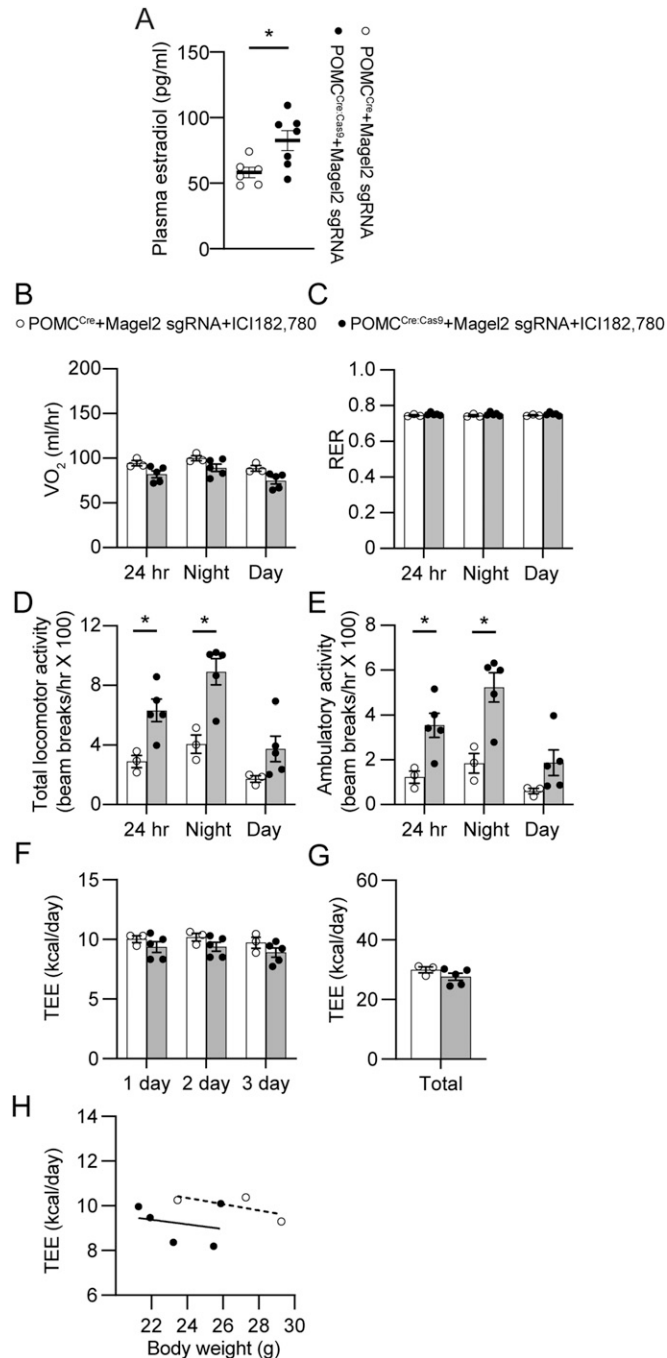 A
*
Plasma estradiol (pg/ml)
150
100
50
0
○ POMCCre+Magel2 sgRNA
● POMCCre:Cas9+Magel2 sgRNA
B
C
○ POMCCre+Magel2 sgRNA+ICI182,780
● POMCCre:Cas9+Magel2 sgRNA+ICI182,780
VO2 (ml/hr)
200
150
100
50
0
24 hr Night Day
RER
1.0
0.8
0.6
0.4
0.2
0
24 hr Night Day
D
Total locomotor activity
(beam breaks/hr X 100)
12
8
4
0
* *
24 hr Night Day
E
Ambulatory activity
(beam breaks/hr X 100)
8
6
4
2
0
* *
24 hr Night Day
F
TEE (kcal/day)
15
10
5
0
1 day 2 day 3 day
G
TEE (kcal/day)
60
40
20
0
Total
H
TEE (kcal/day)
14
12
10
8
6
22 24 26 28 30
Body weight (g)